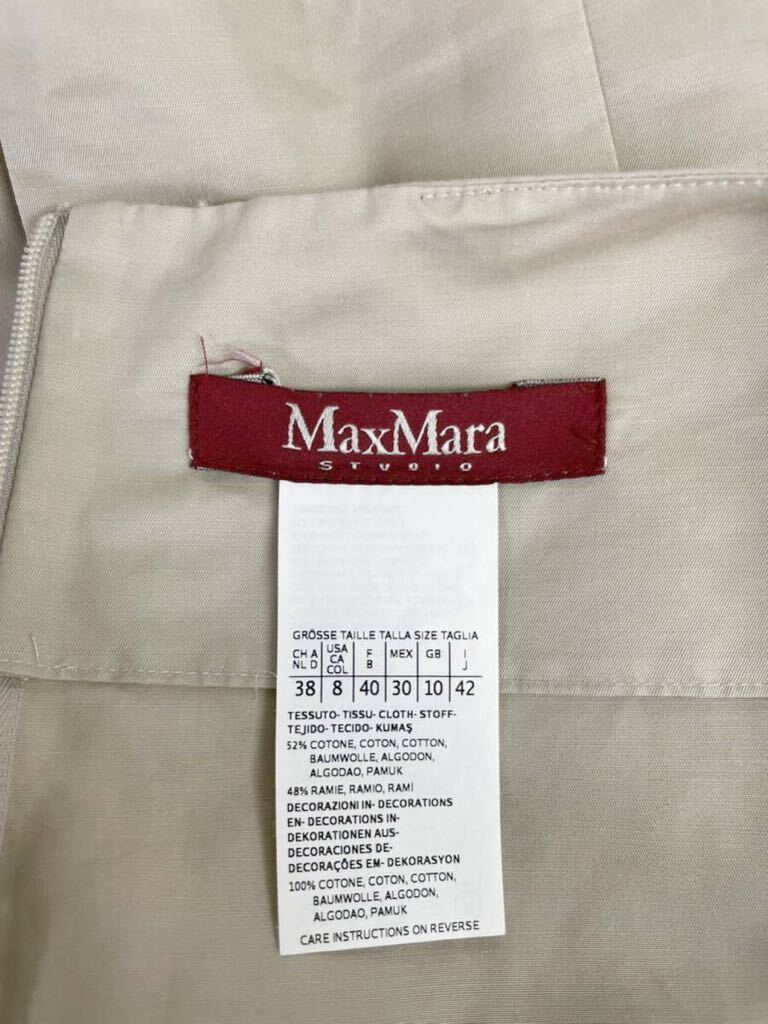 MaxMara
STUDIO
GRÖSSE TAILLE TALLA SIZE TAGLIA
CH A NL D USA CA COL F B MEX GB I J
38 8 40 30 10 42
TESSUTO- TISSU- CLOTH- STOFF-
TEJIDO- TECIDO- KUMAŞ
52% COTONE, COTON, COTTON,
BAUMWOLLE, ALGODON,
ALGODAO, PAMUK
48% RAMIE, RAMIO, RAMI
DECORAZIONI IN- DECORATIONS
EN- DECORATIONS IN-
DEKORATIONEN AUS-
DECORACIONES DE-
DECORAÇÕES EM- DEKORASYON
100% COTONE, COTON, COTTON,
BAUMWOLLE, ALGODON,
ALGODAO, PAMUK
CARE INSTRUCTIONS ON REVERSE